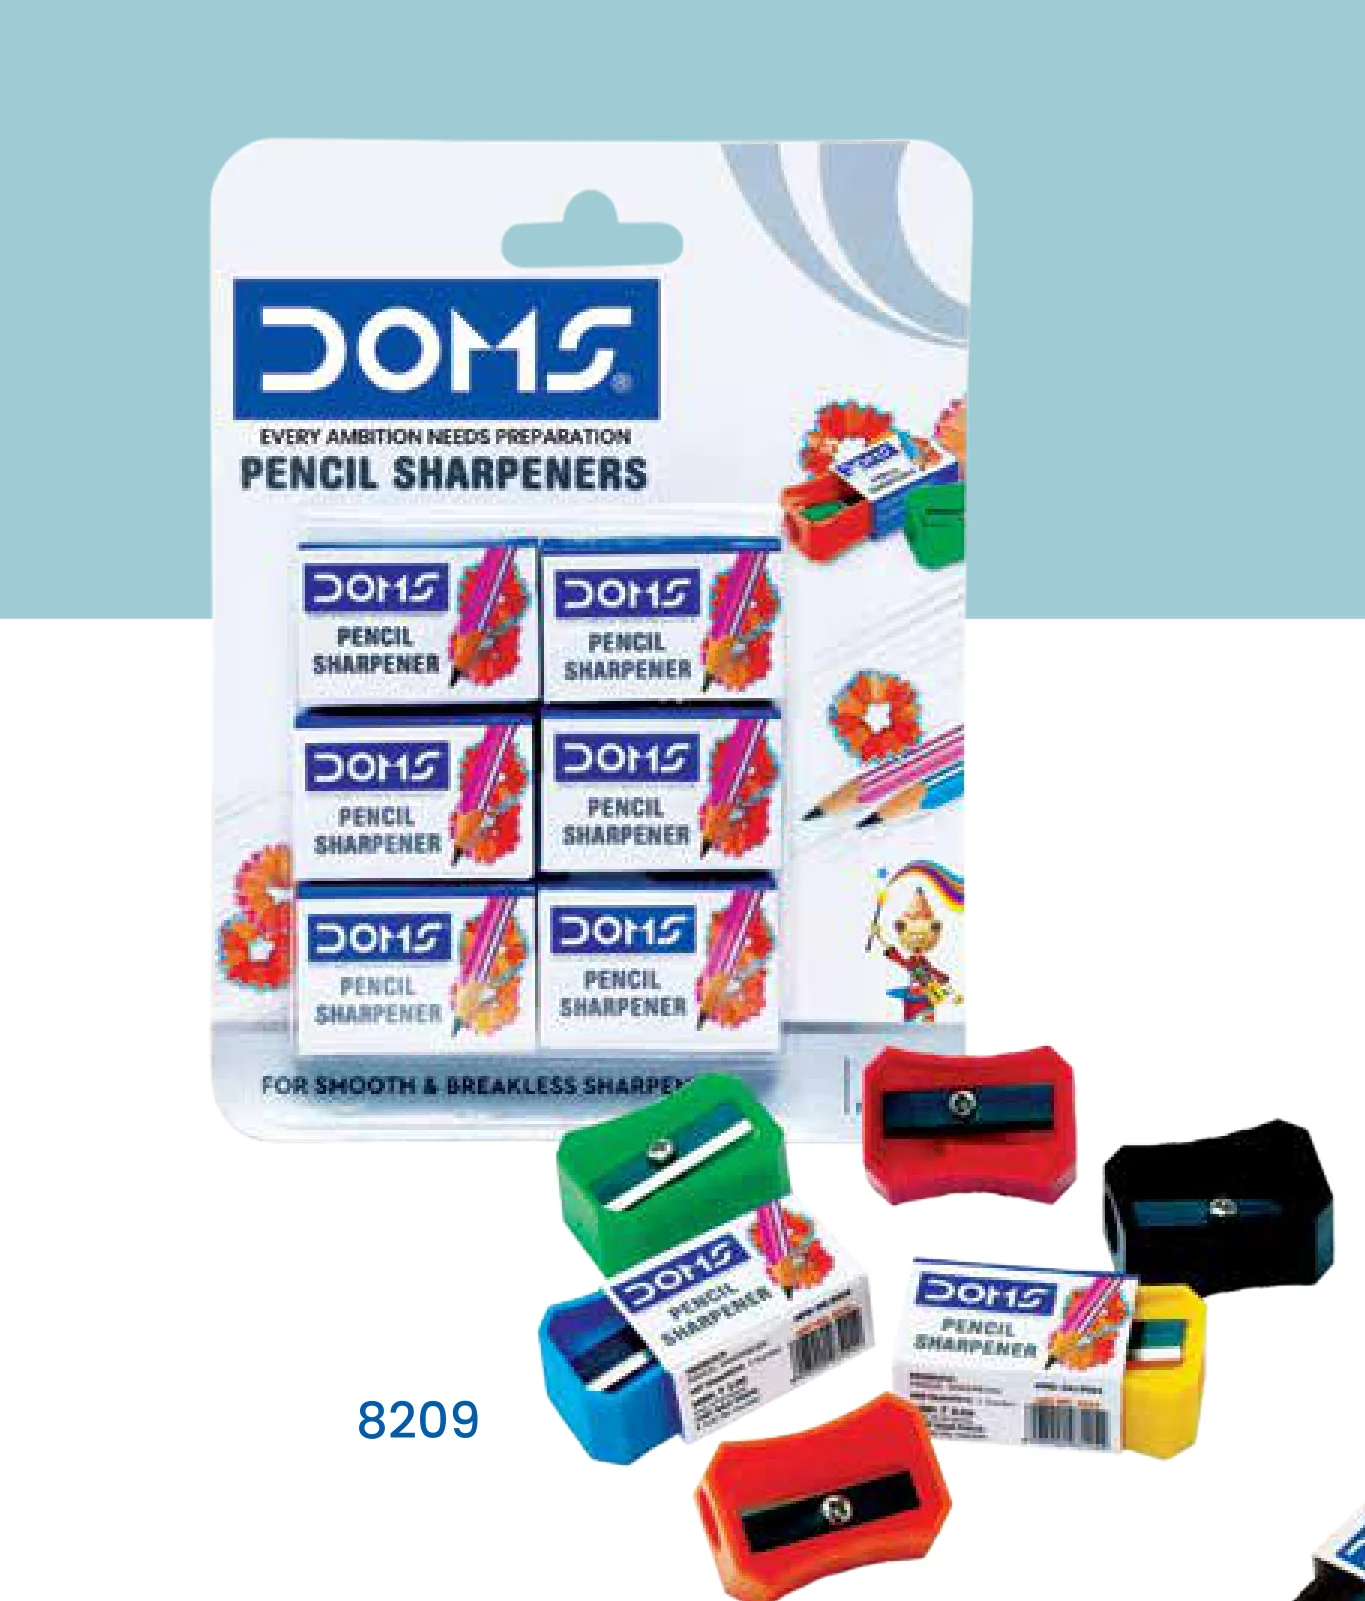 DOMS®
EVERY AMBITION NEEDS PREPARATION
PENCIL SHARPENERS
DOMS
PENCIL
SHARPENER
DOMS
PENCIL
SHARPENER
DOMS
PENCIL
SHARPENER
DOMS
PENCIL
SHARPENER
DOMS
PENCIL
SHARPENER
DOMS
PENCIL
SHARPENER
FOR SMOOTH & BREAKLESS
DOMS
PENCIL
SHARPENER
DOMS
PENCIL
SHARPENER
8209